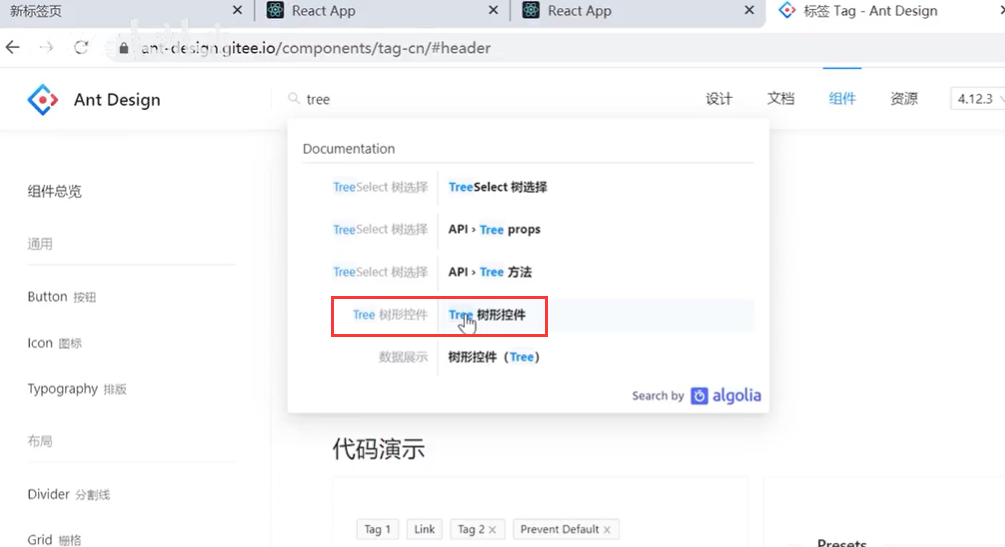 新标签页
React App
React App
标签 Tag - Ant Design
ant-design.gitee.io/components/tag-cn/#header
Ant Design
tree
设计
文档
组件
资源
4.12.3
Documentation
TreeSelect 树选择 TreeSelect 树选择
TreeSelect 树选择 API › Tree props
TreeSelect 树选择 API › Tree 方法
Tree 树形控件 Tree 树形控件
数据展示 树形控件（Tree）
Search by algolia
组件总览
通用
Button 按钮
Icon 图标
Typography 排版
布局
Divider 分割线
Grid 栅格
代码演示
Tag 1
Link
Tag 2
Prevent Default
Presets